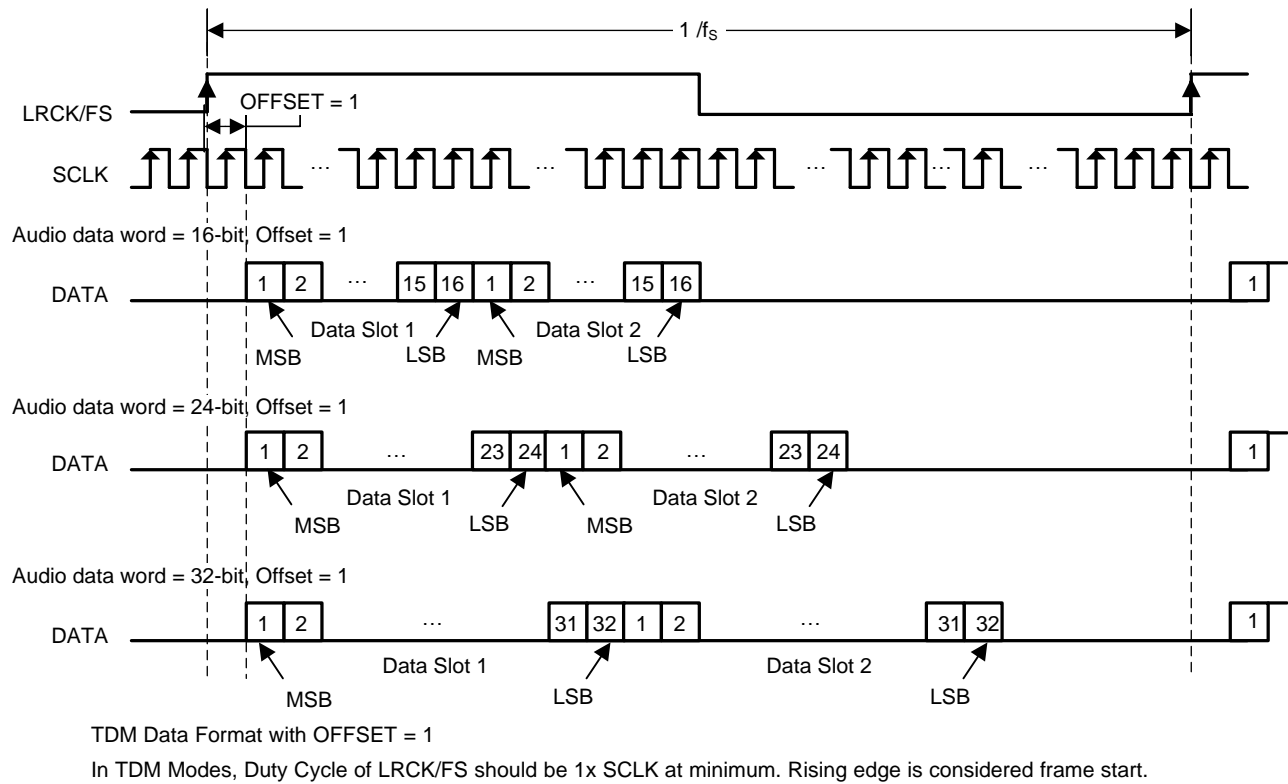 1 /fS
LRCK/FS
OFFSET = 1
SCLK
… … … … …
Audio data word = 16-bit, Offset = 1
DATA
1 2 … 15 16 1 2 … 15 16 1
Data Slot 1 Data Slot 2
MSB LSB MSB LSB
Audio data word = 24-bit, Offset = 1
DATA
1 2 … 23 24 1 2 … 23 24 1
Data Slot 1 Data Slot 2
MSB LSB MSB LSB
Audio data word = 32-bit, Offset = 1
DATA
1 2 … 31 32 1 2 … 31 32 1
Data Slot 1 Data Slot 2
MSB LSB LSB
TDM Data Format with OFFSET = 1
In TDM Modes, Duty Cycle of LRCK/FS should be 1x SCLK at minimum. Rising edge is considered frame start.